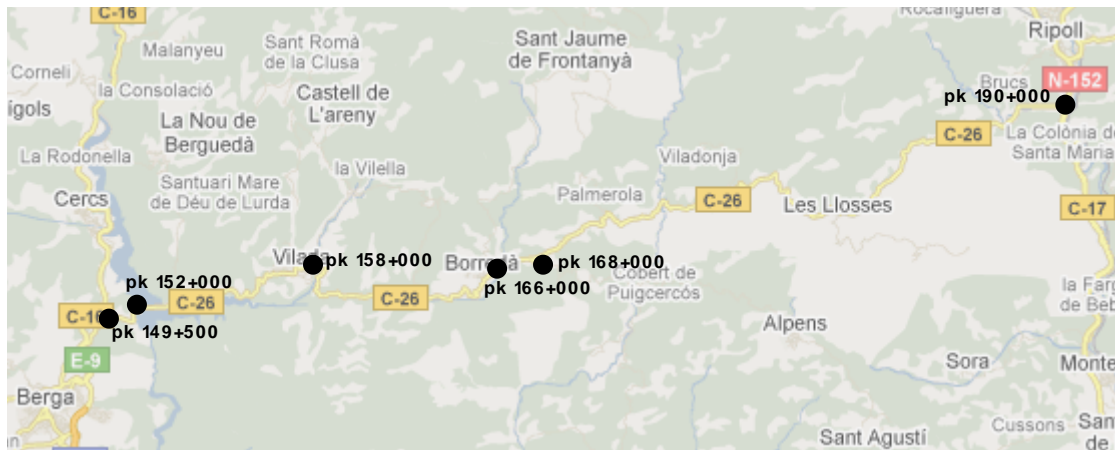 C-16
Rocafiguera
Ripoll
Malanyeu
Sant Romà
de la Clusa
Sant Jaume
de Frontanyà
Corneli
Brucs
N-152
la Consolació
Castell de
L'areny
pk 190+000
ígols
La Nou de
Berguedà
C-26
La Colònia de
Santa Maria
La Rodonella
la Vilella
Viladonja
Santuari Mare
de Déu de Lurda
Cercs
Palmerola
C-26
Les Llosses
C-17
Vilada
pk 158+000
Borredà
pk 168+000
Cobert de
Puigcercós
pk 152+000
pk 166+000
C-26
C-26
la Farg
de Beb
C-16
pk 149+500
Alpens
E-9
Sora
Monte
Berga
Cussons
San
de
Sant Agustí